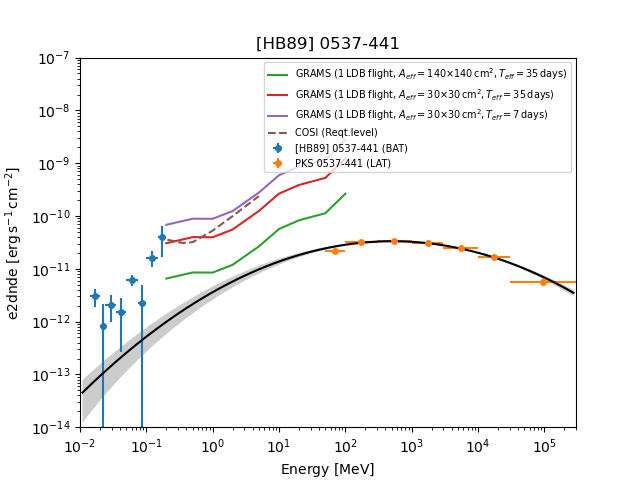 [HB89] 0537-441
10⁻⁷
GRAMS (1 LDB flight, A_eff = 140×140 cm², T_eff = 35 days)
GRAMS (1 LDB flight, A_eff = 30×30 cm², T_eff = 35 days)
GRAMS (1 LDB flight, A_eff = 30×30 cm², T_eff = 7 days)
COSI (Reqt.level)
[HB89] 0537-441 (BAT)
PKS 0537-441 (LAT)
10⁻⁸
10⁻⁹
10⁻¹⁰
10⁻¹¹
10⁻¹²
10⁻¹³
10⁻¹⁴
e2dnde [erg s⁻¹ cm⁻²]
10⁻² 10⁻¹ 10⁰ 10¹ 10² 10³ 10⁴ 10⁵
Energy [MeV]